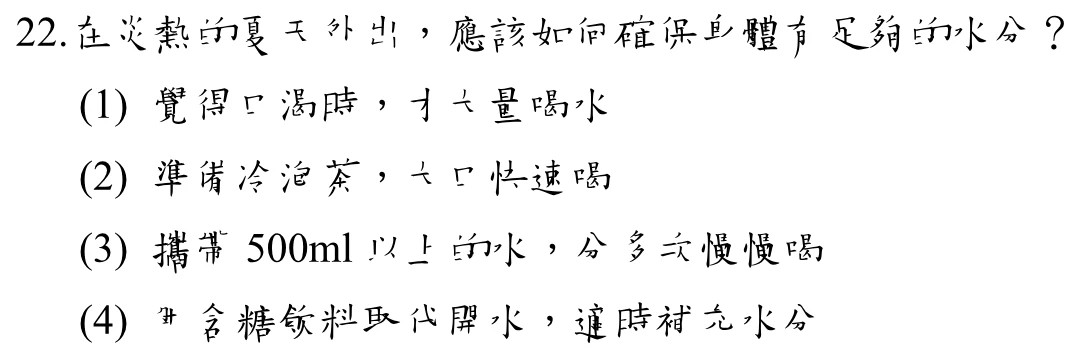 22.在炎熱的夏天外出，應該如何確保身體有足夠的水分？
(1) 覺得口渴時，才大量喝水
(2) 準備冷泡茶，大口快速喝
(3) 攜帶 500ml 以上的水，分多次慢慢喝
(4) 用含糖飲料取代開水，適時補充水分